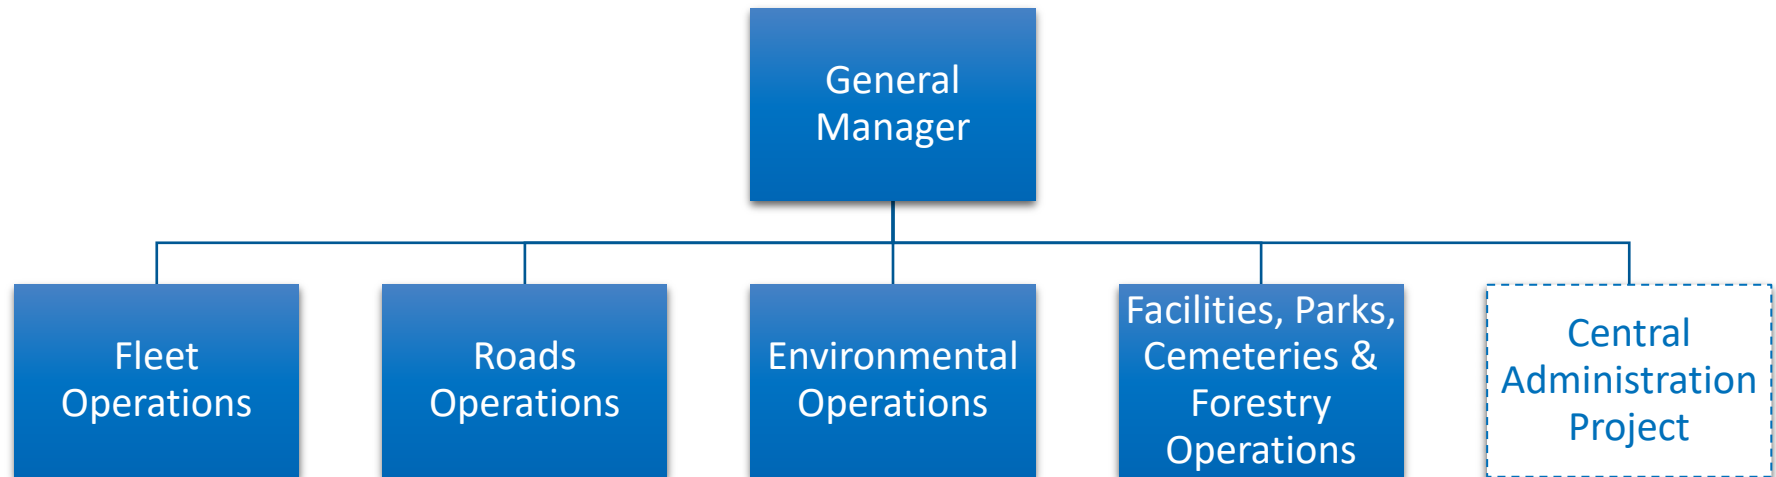 General
Manager
Fleet
Operations
Roads
Operations
Environmental
Operations
Facilities, Parks,
Cemeteries &
Forestry
Operations
Central
Administration
Project